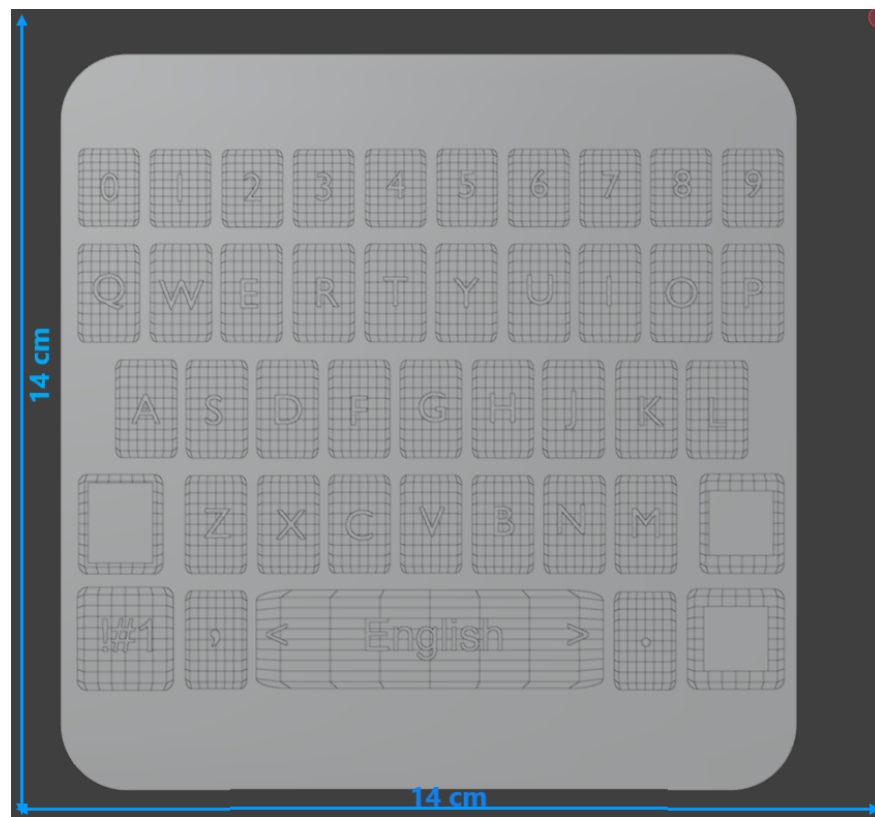 0 1 2 3 4 5 6 7 8 9
Q W E R T Y U I O P
A S D F G H J K L
Z X C V B N M
!#1 , < English > .
14 cm
14 cm